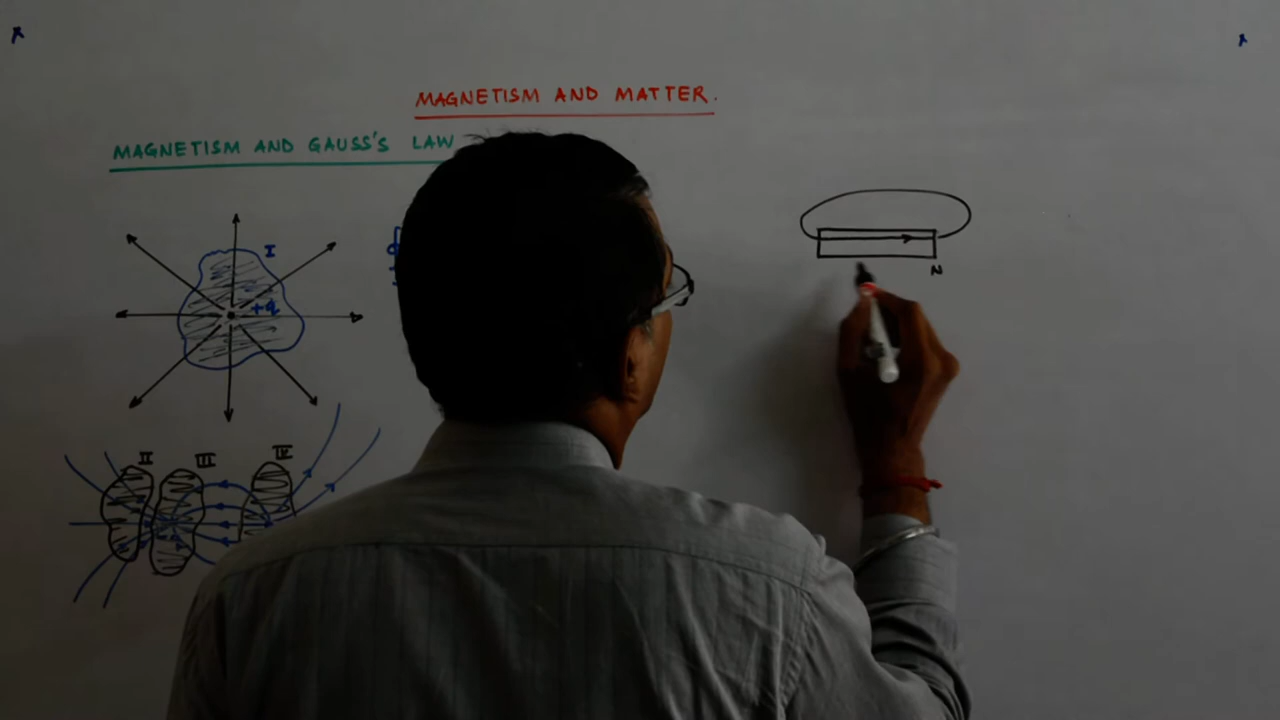 MAGNETISM AND MATTER.
MAGNETISM AND GAUSS'S LAW
I
+q
N
II III IV